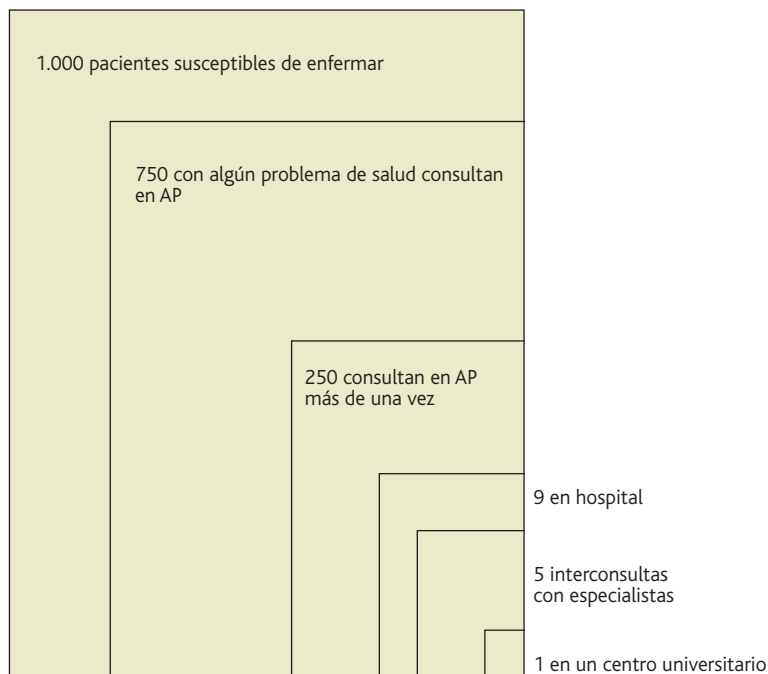 1.000 pacientes susceptibles de enfermar
750 con algún problema de salud consultan
en AP
250 consultan en AP
más de una vez
9 en hospital
5 interconsultas
con especialistas
1 en un centro universitario